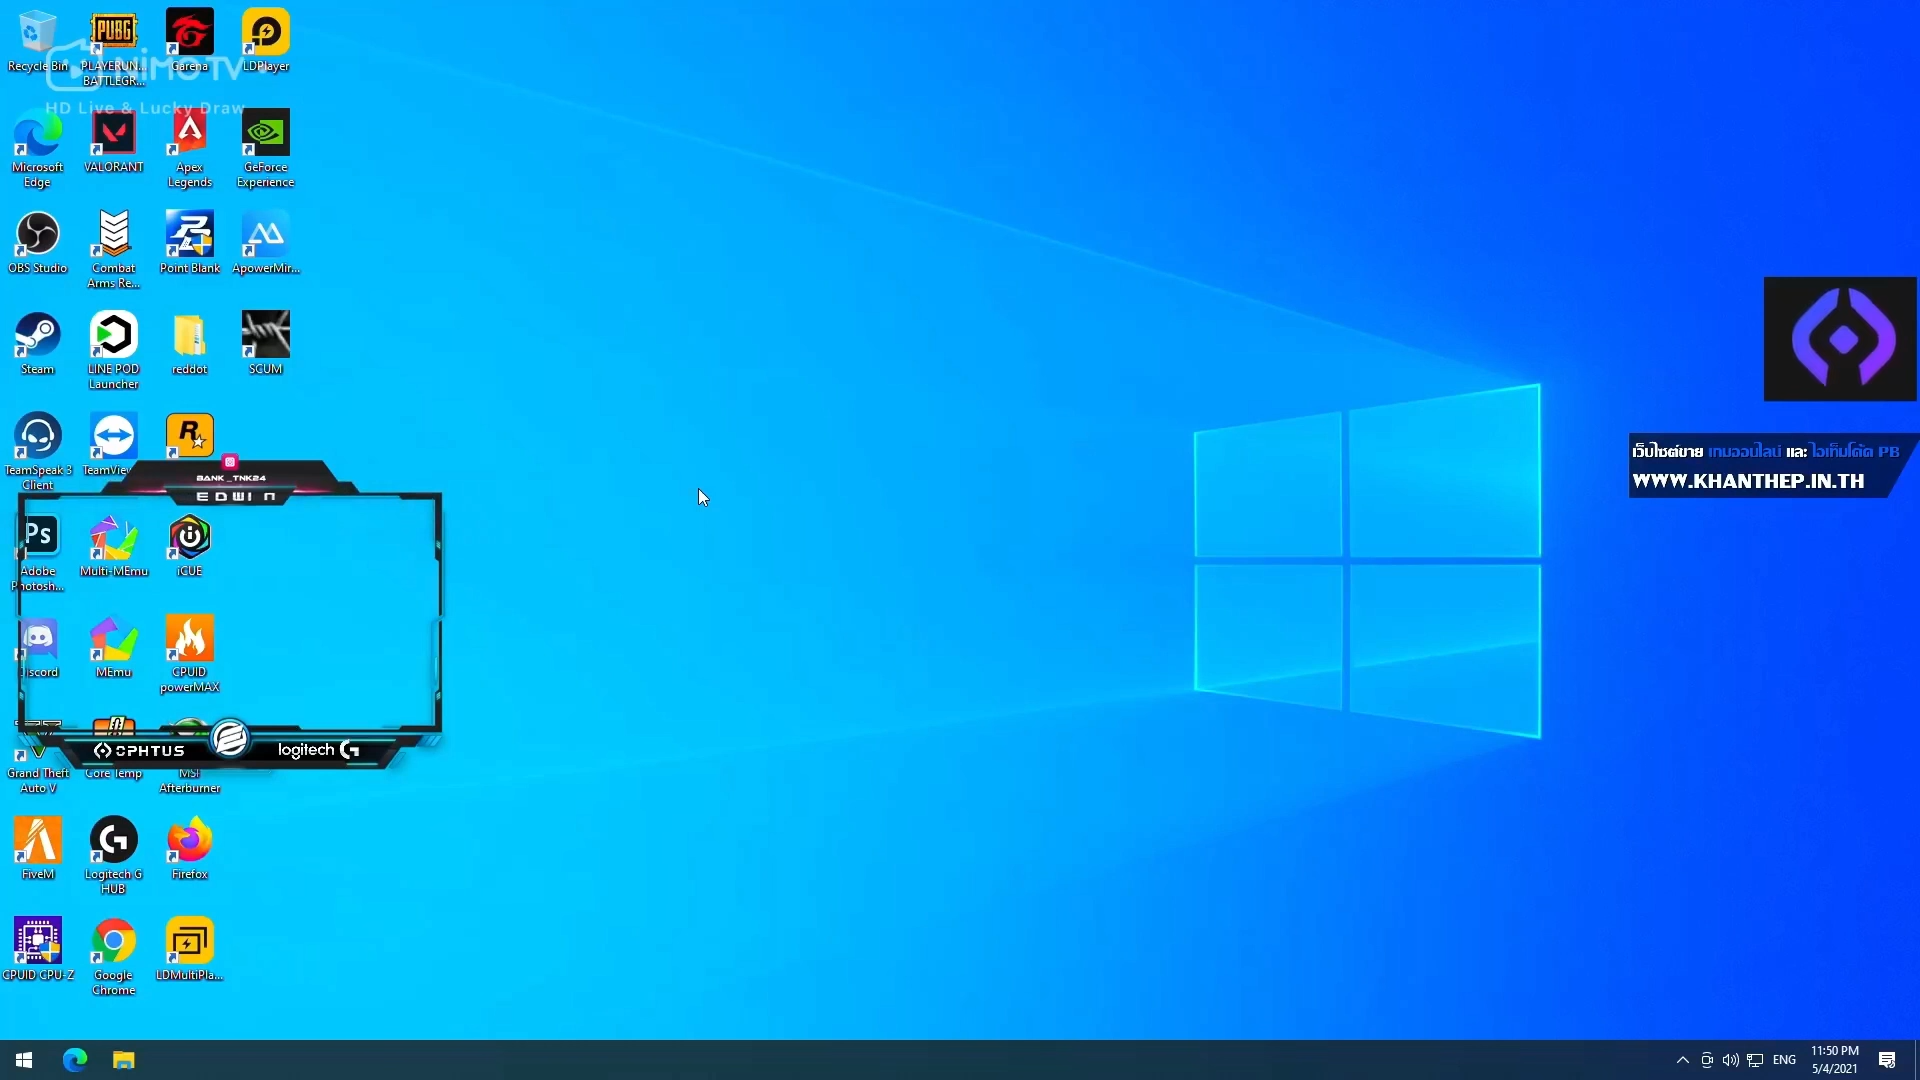 Recycle Bin
PLAYERUN...
BATTLEGR...
Garena
LDPlayer
NIMO TV
HD Live & Lucky Draw
Microsoft
Edge
VALORANT
Apex
Legends
GeForce
Experience
OBS Studio
Combat
Arms Re...
Point Blank
ApowerMir...
Steam
LINE POD
Launcher
reddot
SCUM
TeamSpeak 3
Client
BANK_TNK24
EDWIN
Adobe
Photosh...
Multi-MEmu
iCUE
MEmu
CPUID
powerMAX
OPHTUS
logitech G
Grand Theft
Auto V
Core Temp
MSI
Afterburner
FiveM
Logitech G
HUB
Firefox
CPUID CPU-Z
Google
Chrome
LDMultiPla...
เว็บไซต์ขาย เกมออนไลน์ และ ไอเท็มโค้ด PB
WWW.KHANTHEP.IN.TH
ENG
11:50 PM
5/4/2021